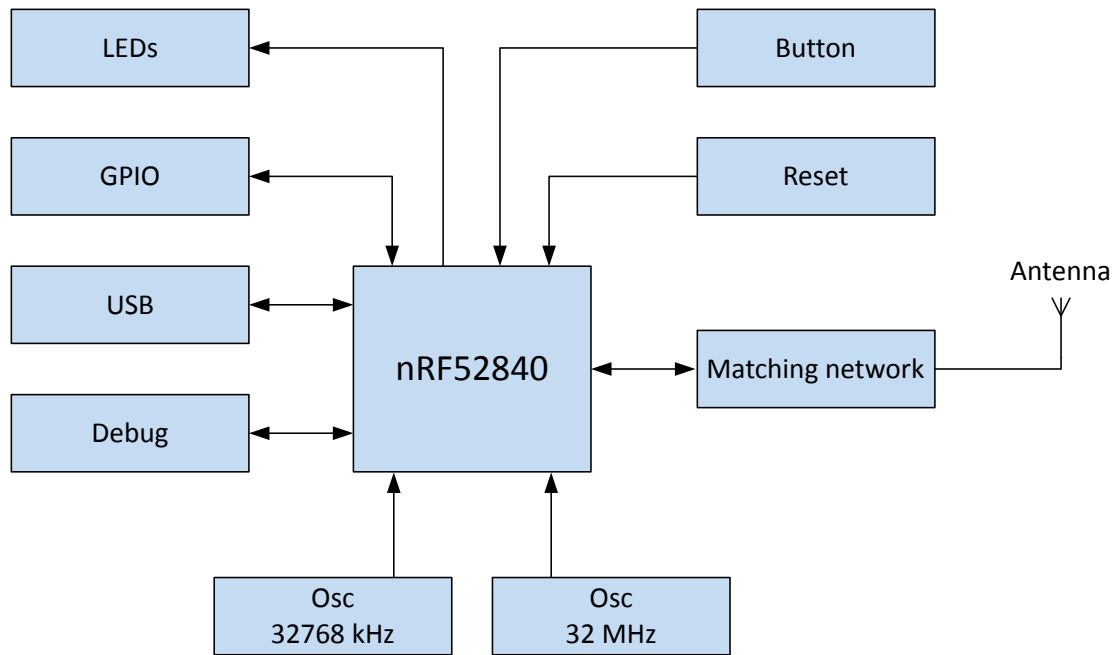 LEDs
Button
GPIO
Reset
Antenna
USB
nRF52840
Matching network
Debug
Osc
32768 kHz
Osc
32 MHz